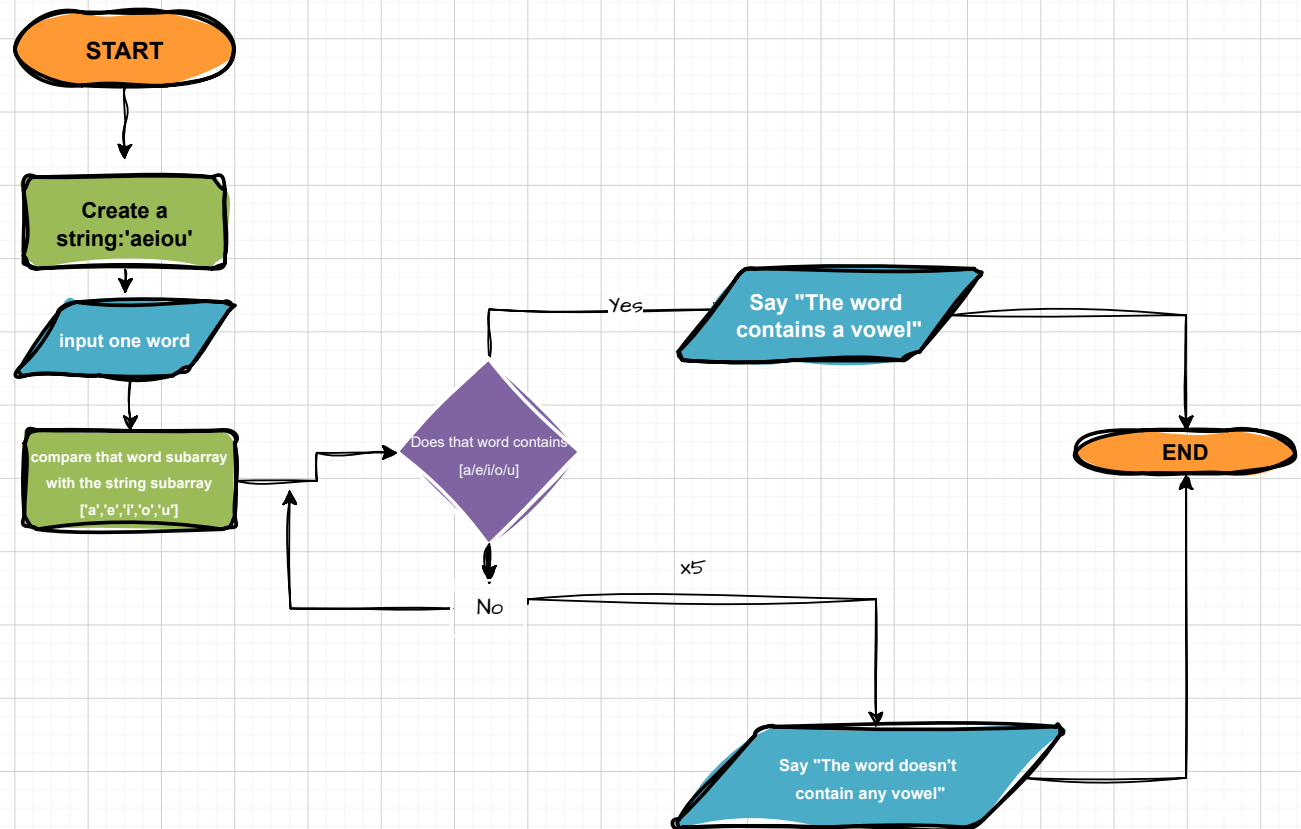 START
Create a
string:'aeiou'
input one word
compare that word subarray
with the string subarray
['a','e','i','o','u']
Does that word contains
[a/e/i/o/u]
Yes
Say "The word
contains a vowel"
END
No
x5
Say "The word doesn't
contain any vowel"